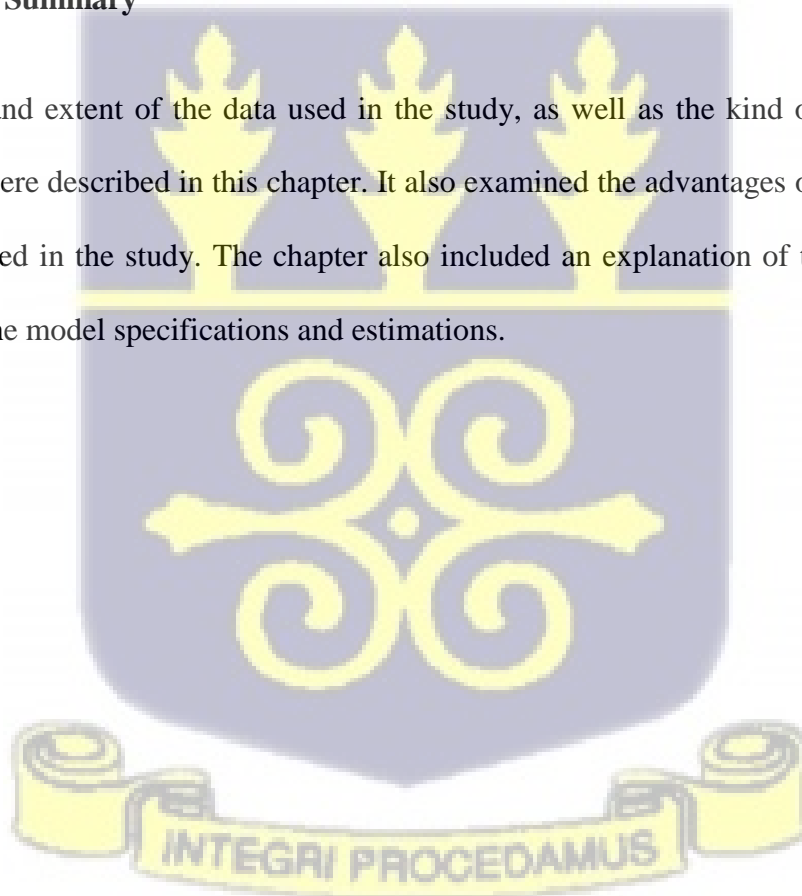 Summary
and extent of the data used in the study, as well as the kind
ere described in this chapter. It also examined the advantages
ed in the study. The chapter also included an explanation of
e model specifications and estimations.
INTEGRI PROCEDAMUS